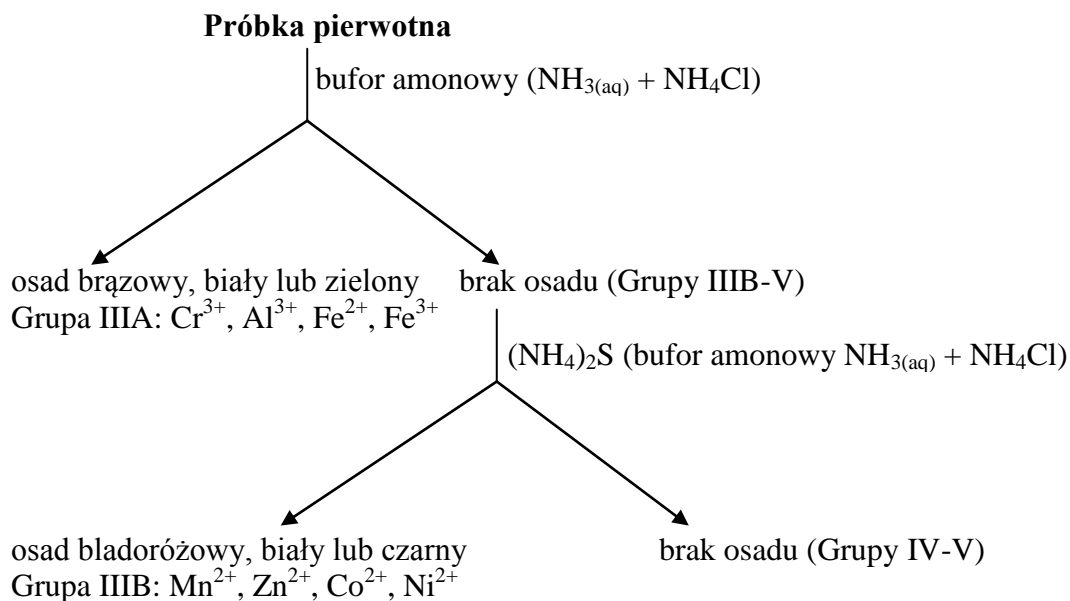 Próbka pierwotna
bufor amonowy (NH₃₍ₐq₎ + NH₄Cl)
osad brązowy, biały lub zielony
Grupa IIIA: Cr³⁺, Al³⁺, Fe²⁺, Fe³⁺
brak osadu (Grupy IIIB-V)
(NH₄)₂S (bufor amonowy NH₃₍ₐq₎ + NH₄Cl)
osad bladoróżowy, biały lub czarny
Grupa IIIB: Mn²⁺, Zn²⁺, Co²⁺, Ni²⁺
brak osadu (Grupy IV-V)